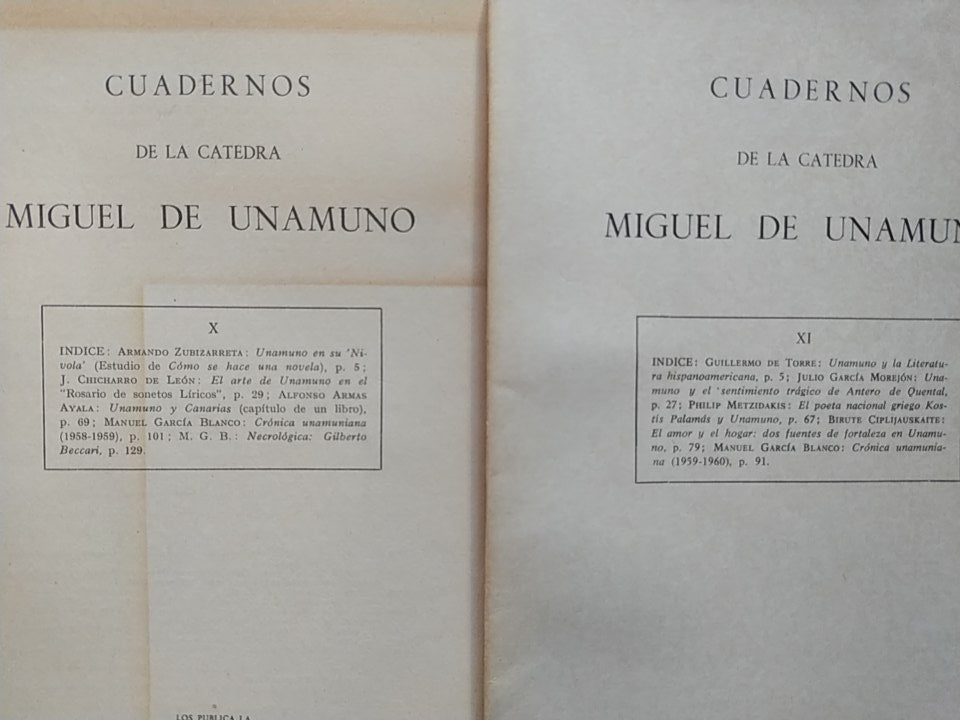 CUADERNOS
DE LA CATEDRA
MIGUEL DE UNAMUNO
X
INDICE: ARMANDO ZUBIZARRETA: Unamuno en su 'Ni-
vola' (Estudio de Cómo se hace una novela), p. 5;
J. CHICHARRO DE LEÓN: El arte de Unamuno en el
"Rosario de sonetos Líricos", p. 29; ALFONSO ARMAS
AYALA: Unamuno y Canarias (capítulo de un libro),
p. 69; MANUEL GARCÍA BLANCO: Crónica unamuniana
(1958-1959), p. 101; M. G. B.: Necrológica: Gilberto
Beccari, p. 129.
LOS PUBLICA LA
CUADERNOS
DE LA CATEDRA
MIGUEL DE UNAMUN
XI
INDICE: GUILLERMO DE TORRE: Unamuno y la Literatu-
ra hispanoamericana, p. 5; JULIO GARCÍA MOREJÓN: Una-
muno y el 'sentimiento trágico de Antero de Quental,
p. 27; PHILIP METZIDAKIS: El poeta nacional griego Kos-
tis Palamás y Unamuno, p. 67; BIRUTE CIPLIJAUSKAITE:
El amor y el hogar: dos fuentes de fortaleza en Unamu-
no, p. 79; MANUEL GARCÍA BLANCO: Crónica unamunia-
na (1959-1960), p. 91.